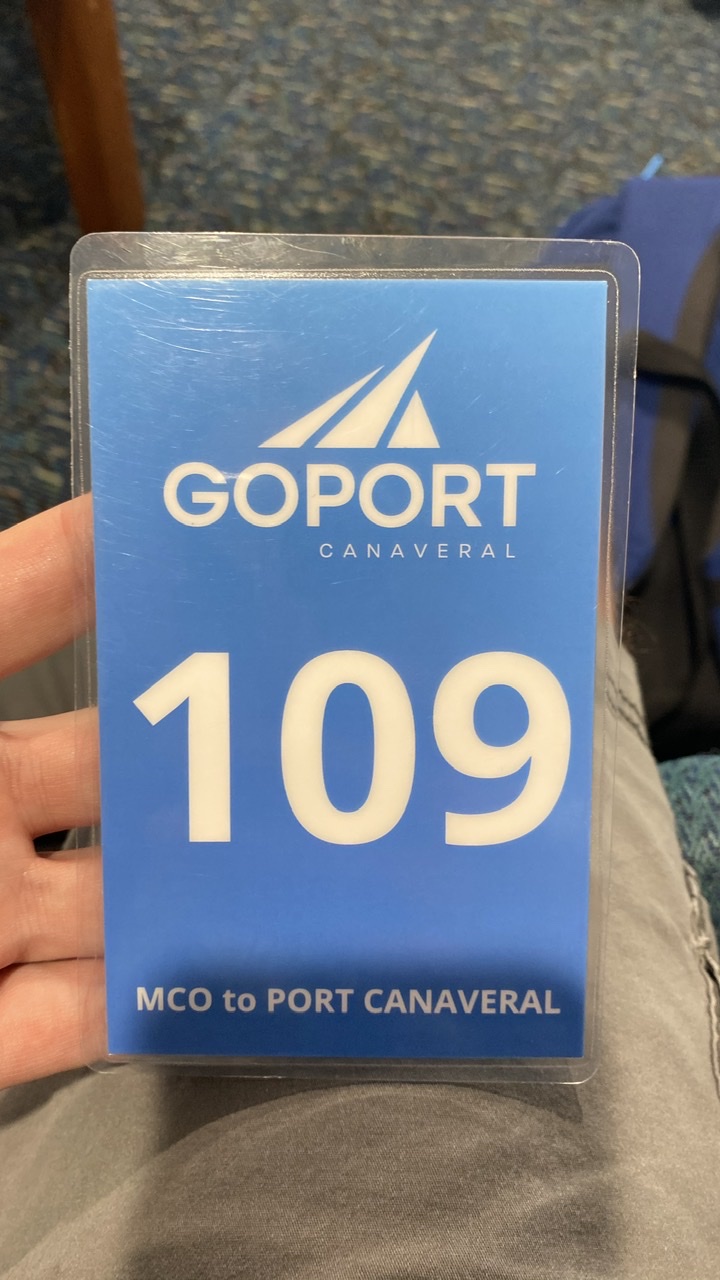 GOPORT
CANAVERAL
109
MCO to PORT CANAVERAL